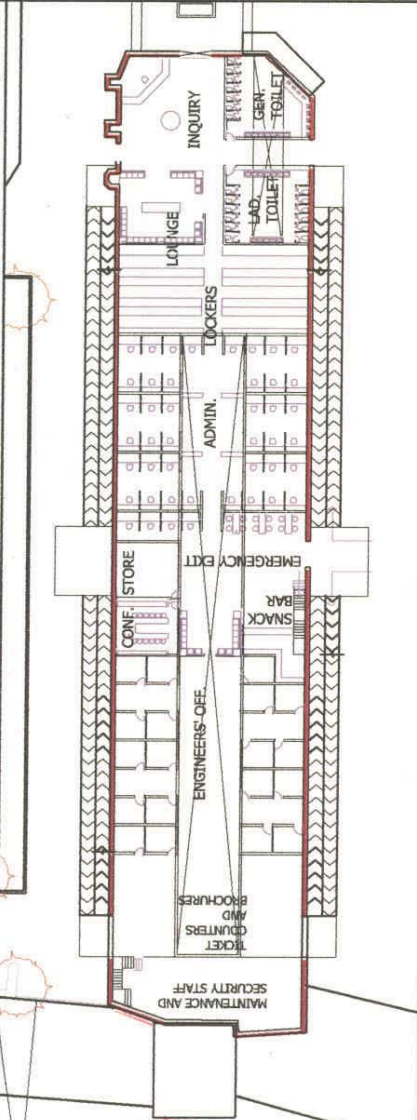 INQUIRY
GEN.
TOILET
LAD.
TOILET
LOUNGE
LOCKERS
ADMIN.
EMERGENCY EXIT
STORE
CONF.
SNACK
BAR
ENGINEERS' OFF.
TICKET
COUNTERS
AND
BROCHURES
MAINTENANCE AND
SECURITY STAFF